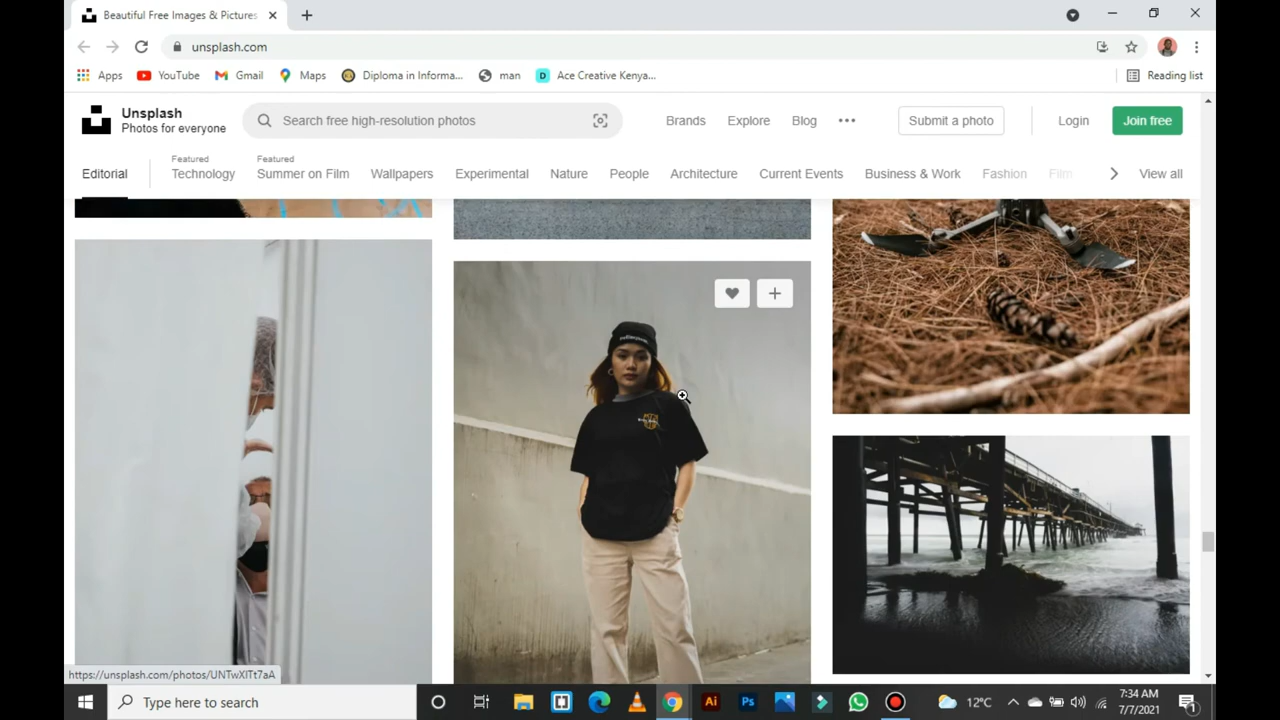 Beautiful Free Images & Pictures
unsplash.com
Apps YouTube Gmail Maps Diploma in Informa... man Ace Creative Kenya... Reading list
Unsplash
Photos for everyone
Search free high-resolution photos
Brands Explore Blog ••• Submit a photo Login Join free
Editorial
Featured
Technology
Featured
Summer on Film
Wallpapers Experimental Nature People Architecture Current Events Business & Work Fashion Film View all
https://unsplash.com/photos/UNTwXITt7aA
Type here to search
12°C
7:34 AM
7/7/2021